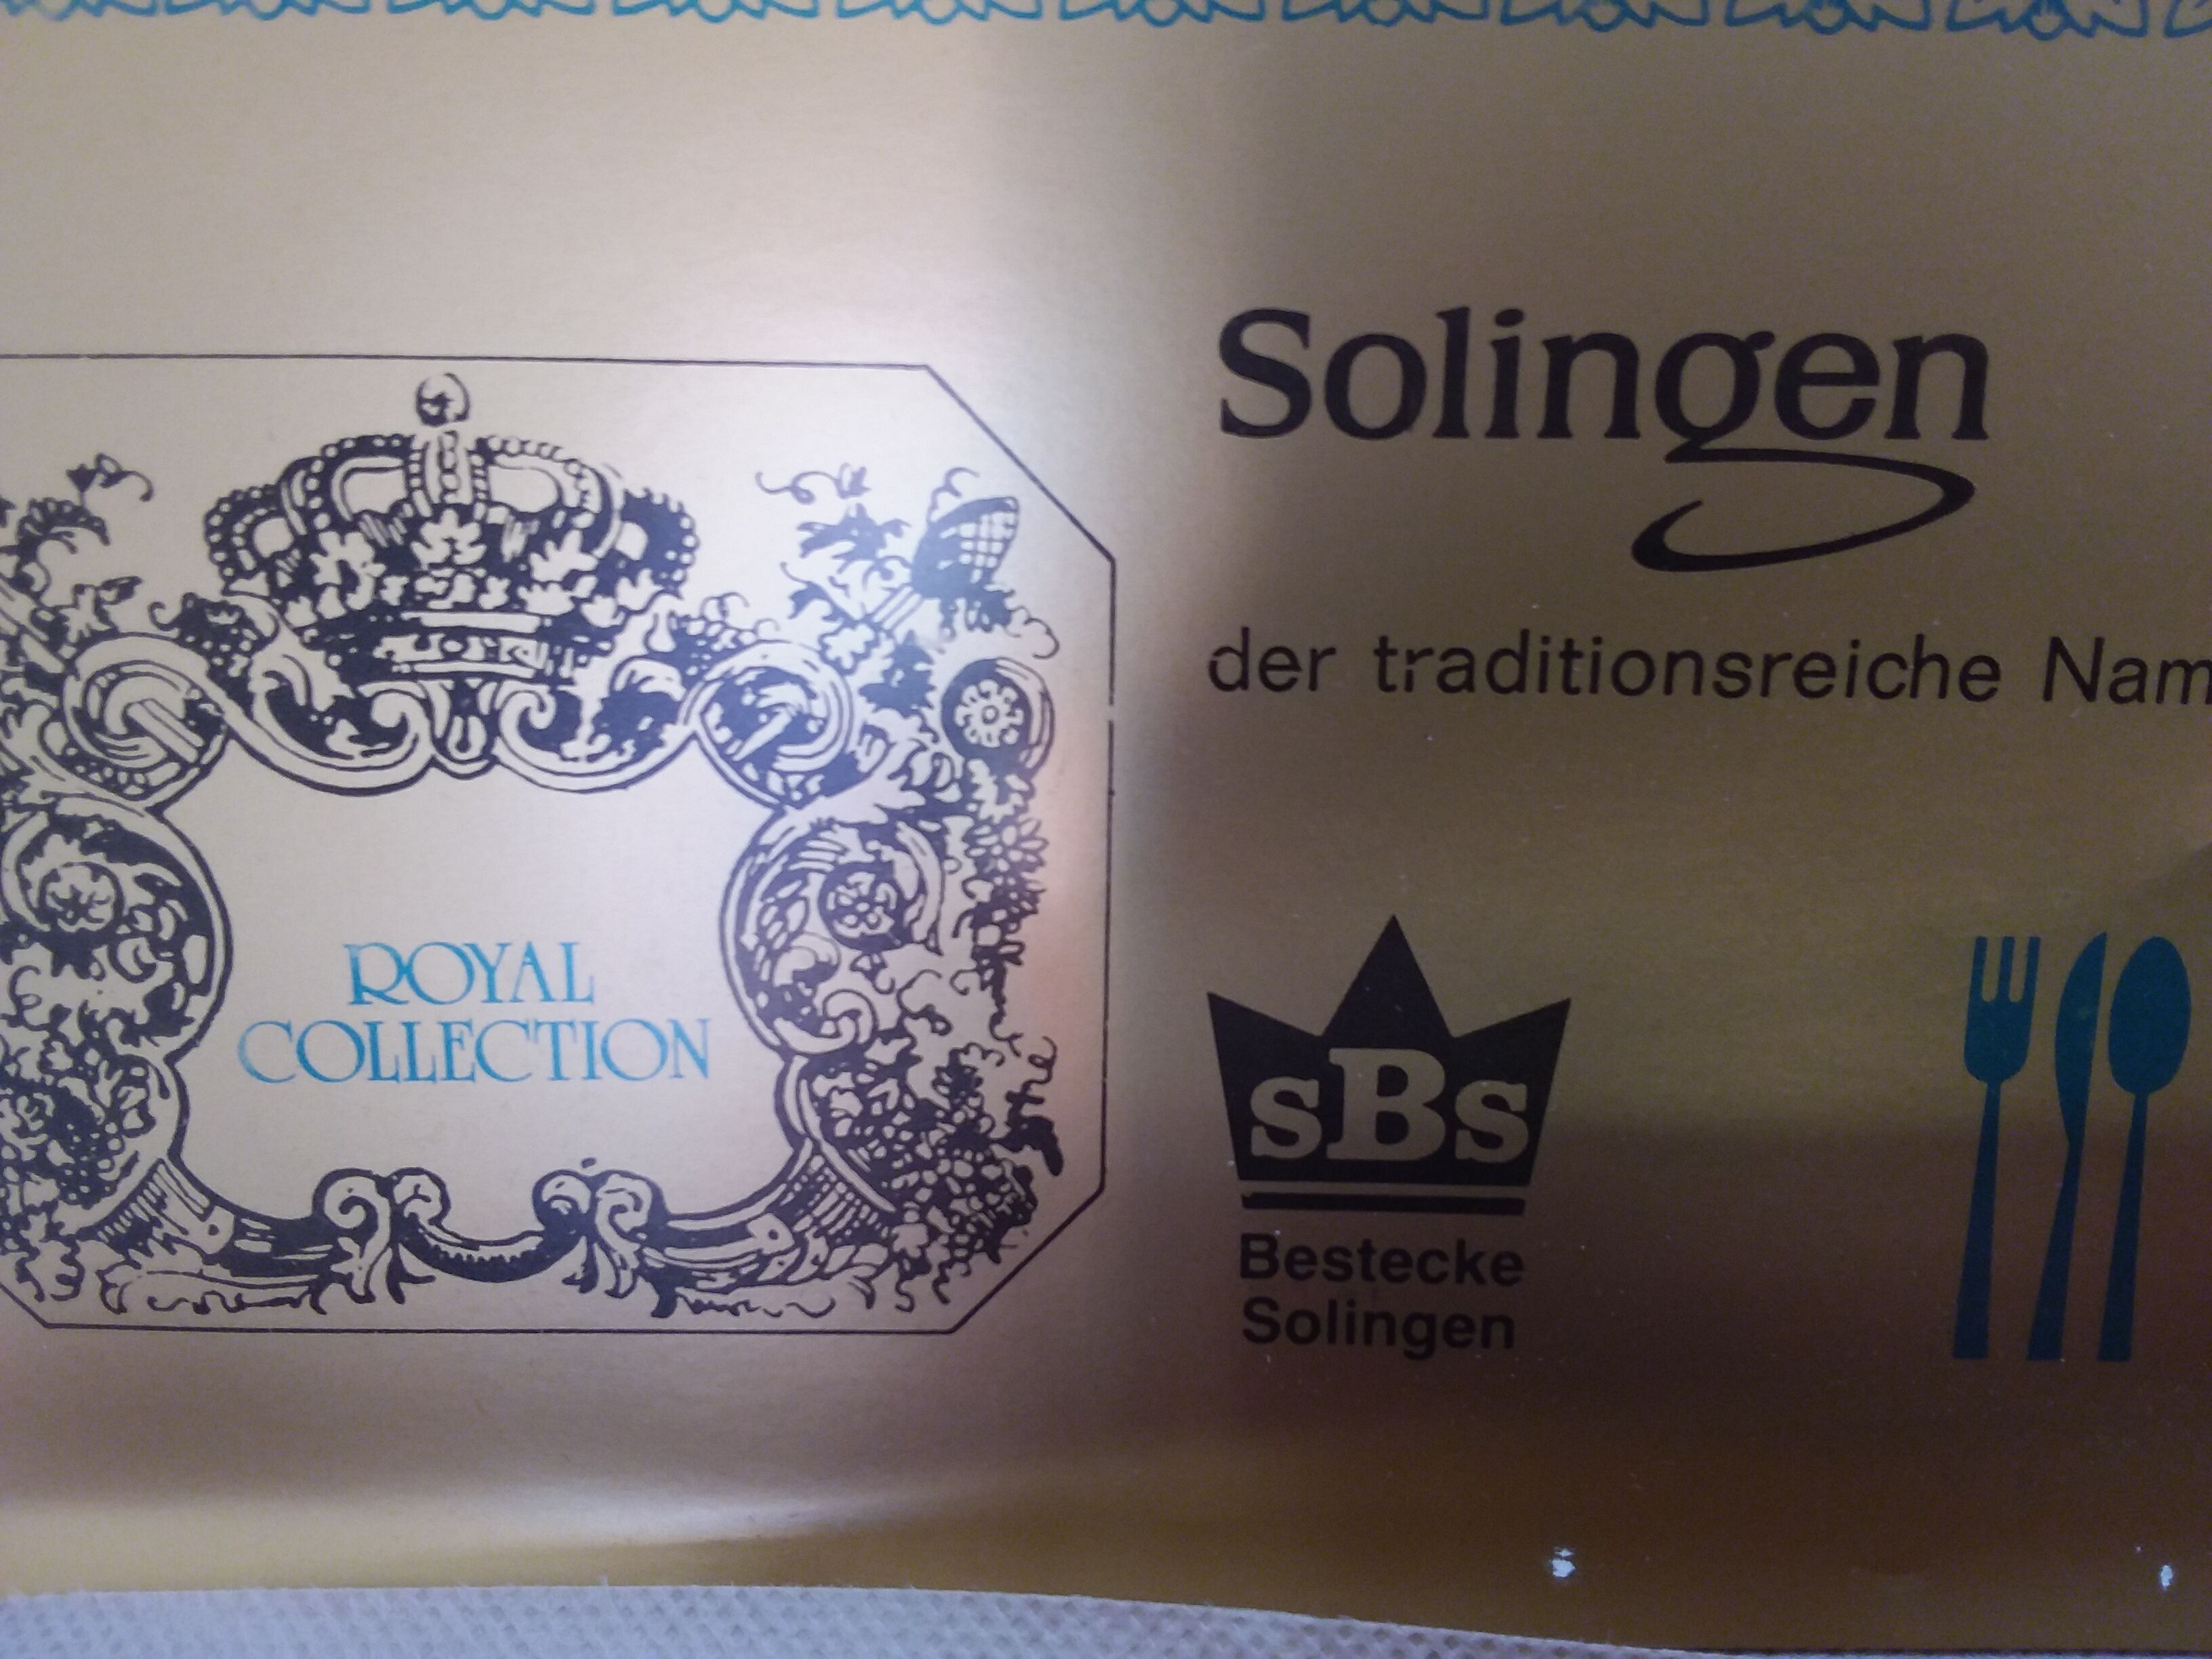 Solingen
der traditionsreiche Nam
ROYAL
COLLECTION
sBs
Bestecke
Solingen